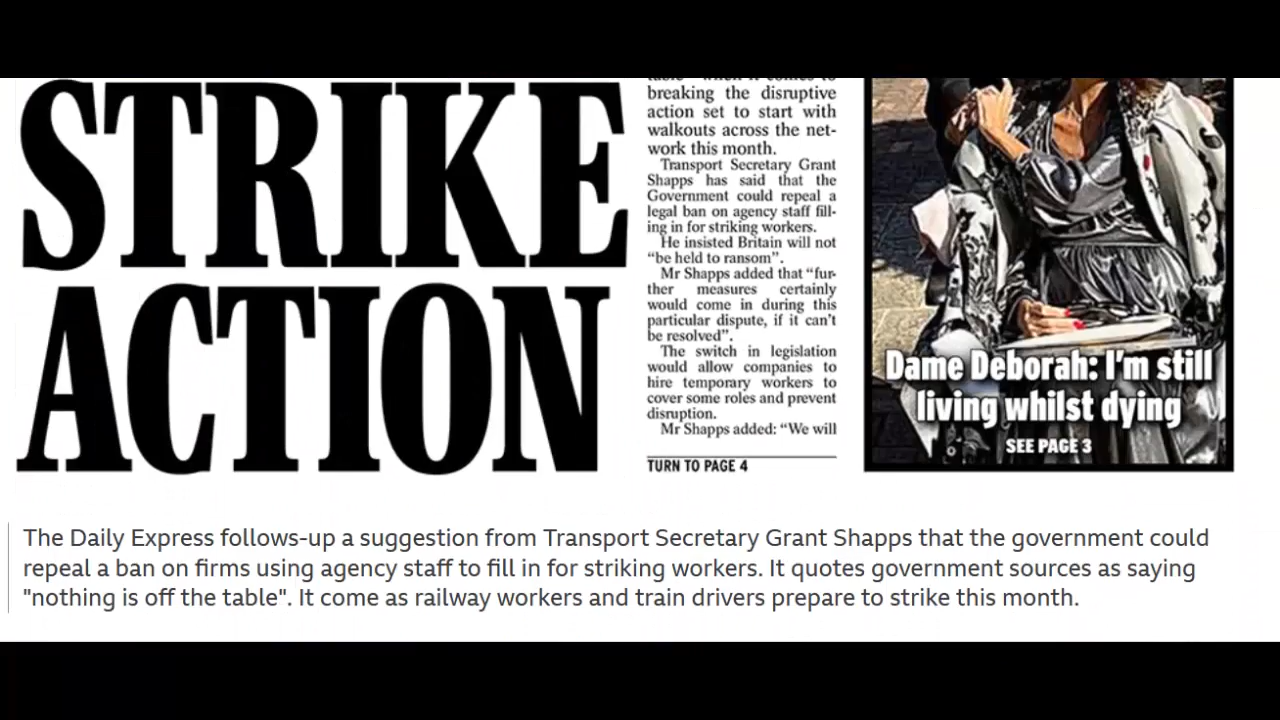 STRIKE
ACTION
breaking the disruptive
action set to start with
walkouts across the net-
work this month.
Transport Secretary Grant
Shapps has said that the
Government could repeal a
legal ban on agency staff fill-
ing in for striking workers.
He insisted Britain will not
“be held to ransom”.
Mr Shapps added that “fur-
ther measures certainly
would come in during this
particular dispute, if it can’t
be resolved”.
The switch in legislation
would allow companies to
hire temporary workers to
cover some roles and prevent
disruption.
Mr Shapps added: “We will
TURN TO PAGE 4
Dame Deborah: I’m still
living whilst dying
SEE PAGE 3
The Daily Express follows-up a suggestion from Transport Secretary Grant Shapps that the government could
repeal a ban on firms using agency staff to fill in for striking workers. It quotes government sources as saying
"nothing is off the table". It come as railway workers and train drivers prepare to strike this month.